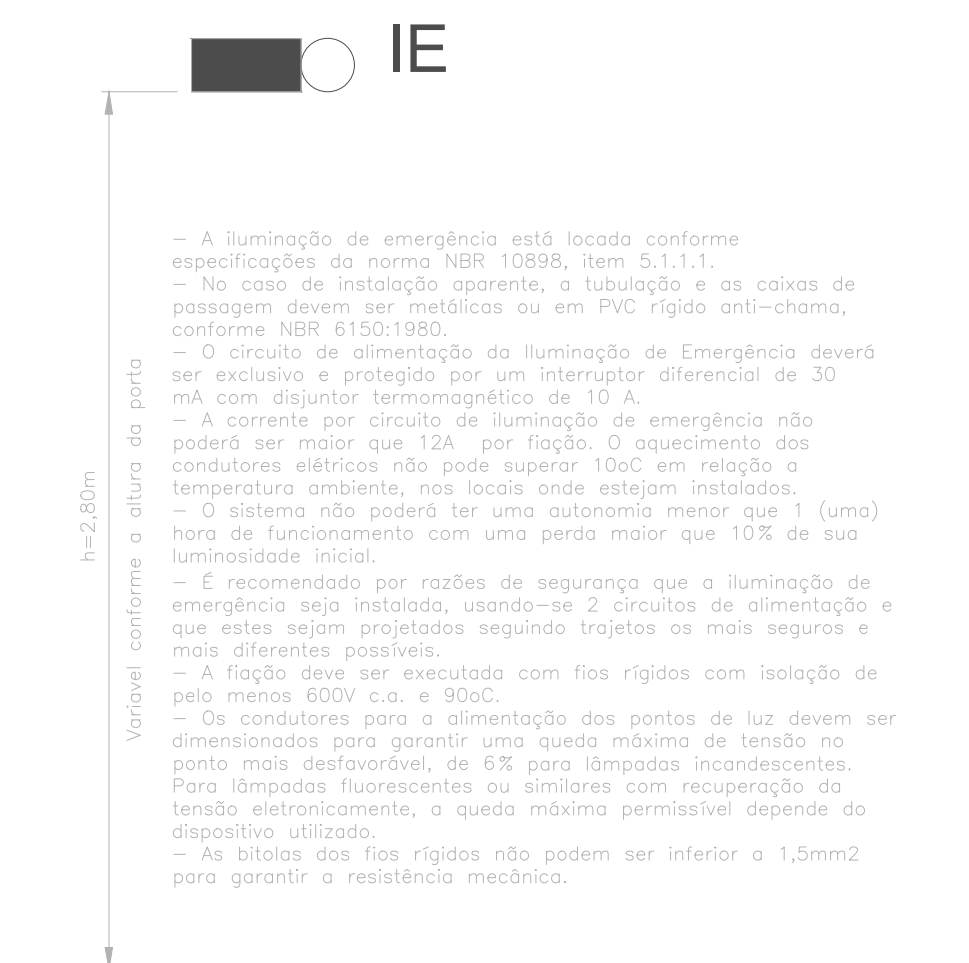 IE
– A iluminação de emergência está locada conforme
especificações da norma NBR 10898, item 5.1.1.1.
– No caso de instalação aparente, a tubulação e as caixas de
passagem devem ser metálicas ou em PVC rígido anti–chama,
conforme NBR 6150:1980.
– O circuito de alimentação da Iluminação de Emergência deverá
ser exclusivo e protegido por um interruptor diferencial de 30
mA com disjuntor termomagnético de 10 A.
– A corrente por circuito de iluminação de emergência não
poderá ser maior que 12A por fiação. O aquecimento dos
condutores elétricos não pode superar 10oC em relação a
temperatura ambiente, nos locais onde estejam instalados.
– O sistema não poderá ter uma autonomia menor que 1 (uma)
hora de funcionamento com uma perda maior que 10% de sua
luminosidade inicial.
– É recomendado por razões de segurança que a iluminação de
emergência seja instalada, usando–se 2 circuitos de alimentação e
que estes sejam projetados seguindo trajetos os mais seguros e
mais diferentes possíveis.
– A fiação deve ser executada com fios rígidos com isolação de
pelo menos 600V c.a. e 90oC.
– Os condutores para a alimentação dos pontos de luz devem ser
dimensionados para garantir uma queda máxima de tensão no
ponto mais desfavorável, de 6% para lâmpadas incandescentes.
Para lâmpadas fluorescentes ou similares com recuperação da
tensão eletronicamente, a queda máxima permissível depende do
dispositivo utilizado.
– As bitolas dos fios rígidos não podem ser inferior a 1,5mm2
para garantir a resistência mecânica.
h=2,80m
Variavel conforme a altura da porta